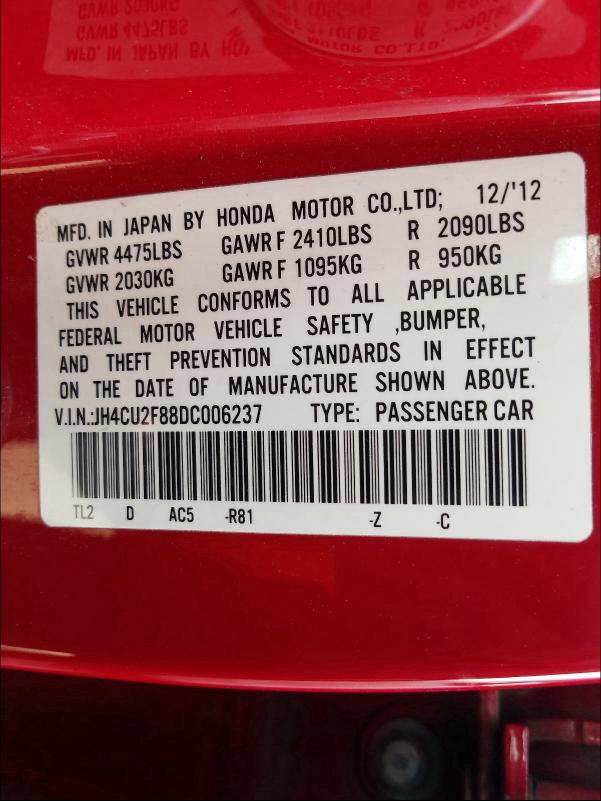 MFD. IN JAPAN BY HONDA MOTOR CO.,LTD; 12/'12
GVWR 4475LBS GAWR F 2410LBS R 2090LBS
GVWR 2030KG GAWR F 1095KG R 950KG
THIS VEHICLE CONFORMS TO ALL APPLICABLE
FEDERAL MOTOR VEHICLE SAFETY ,BUMPER,
AND THEFT PREVENTION STANDARDS IN EFFECT
ON THE DATE OF MANUFACTURE SHOWN ABOVE.
V.I.N.:JH4CU2F88DC006237 TYPE: PASSENGER CAR
TL2 D AC5 -R81 -Z -C